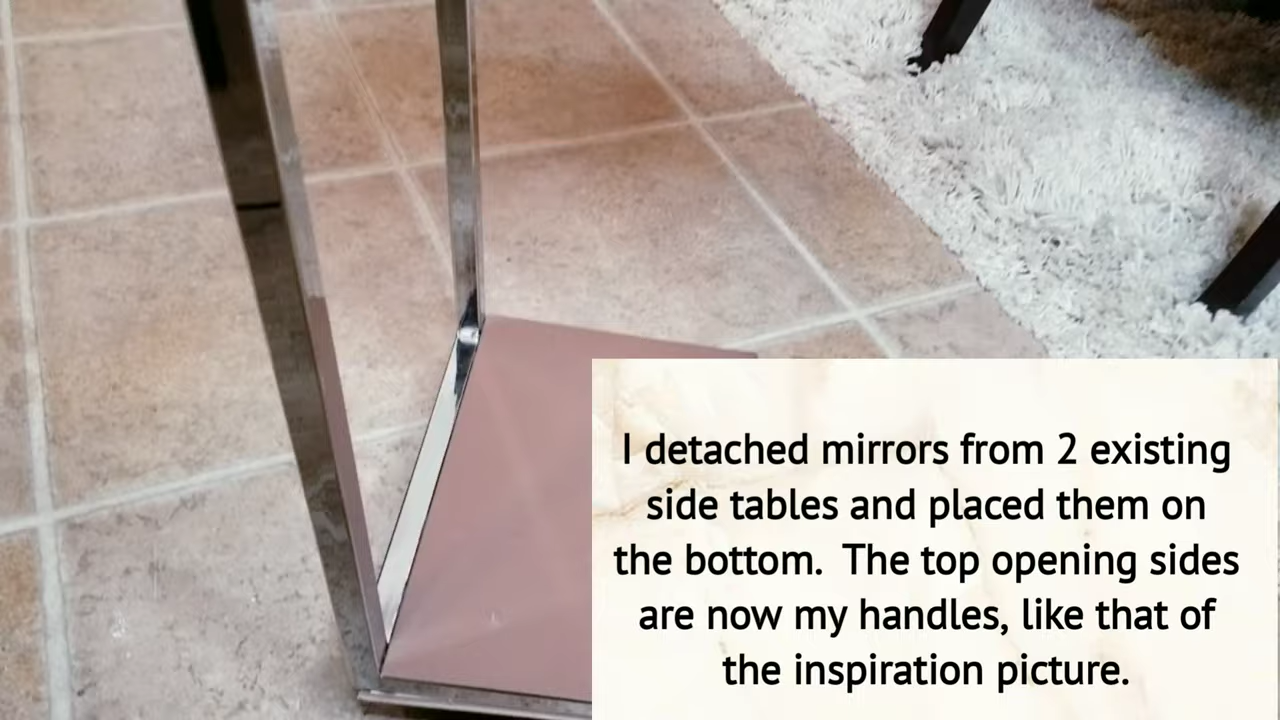 I detached mirrors from 2 existing
side tables and placed them on
the bottom.  The top opening sides
are now my handles, like that of
the inspiration picture.